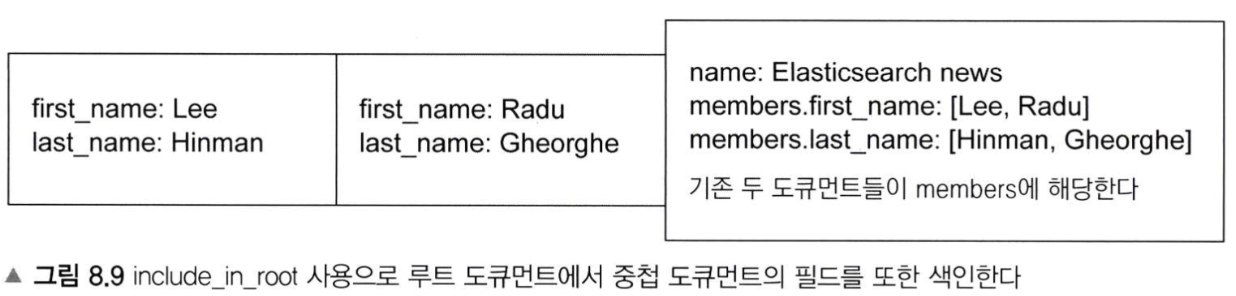 first_name: Lee
last_name: Hinman
first_name: Radu
last_name: Gheorghe
name: Elasticsearch news
members.first_name: [Lee, Radu]
members.last_name: [Hinman, Gheorghe]
기존 두 도큐먼트들이 members에 해당한다
▲ 그림 8.9 include_in_root 사용으로 루트 도큐먼트에서 중첩 도큐먼트의 필드를 또한 색인한다